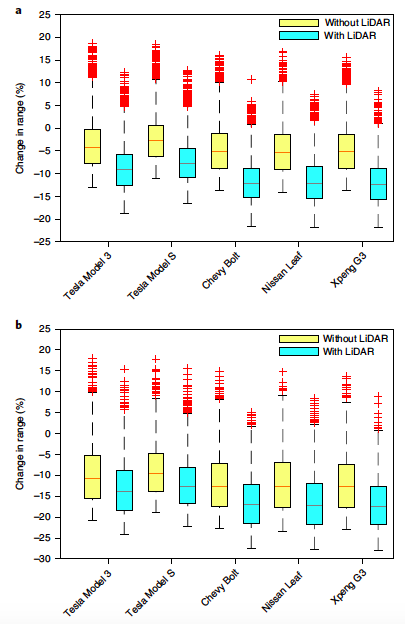 a
25
20
15
10
5
0
−5
−10
−15
−20
−25
Change in range (%)
Without LiDAR
With LiDAR
Tesla Model 3
Tesla Model S
Chevy Bolt
Nissan Leaf
Xpeng G3
b
25
20
15
10
5
0
−5
−10
−15
−20
−25
−30
Change in range (%)
Without LiDAR
With LiDAR
Tesla Model 3
Tesla Model S
Chevy Bolt
Nissan Leaf
Xpeng G3